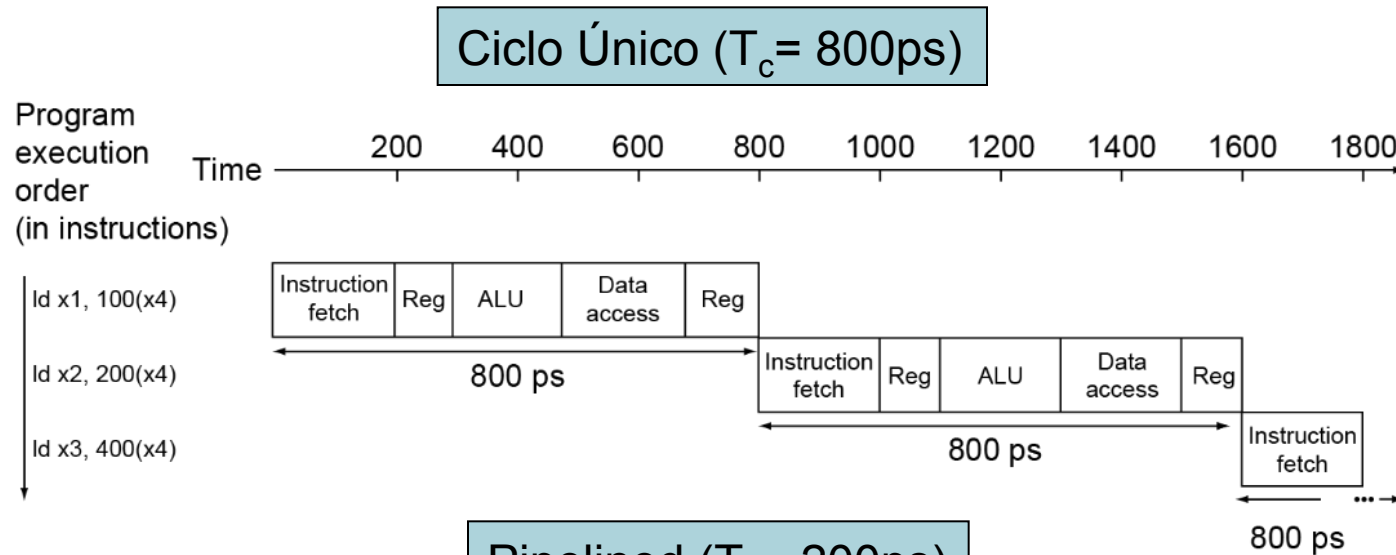 Ciclo Único (Tc= 800ps)
Program
execution
order
(in instructions)
Time
200 400 600 800 1000 1200 1400 1600 1800
ld x1, 100(x4)
Instruction
fetch
Reg
ALU
Data
access
Reg
800 ps
ld x2, 200(x4)
Instruction
fetch
Reg
ALU
Data
access
Reg
800 ps
ld x3, 400(x4)
Instruction
fetch
...
800 ps
Pipelined (T = 200ps)